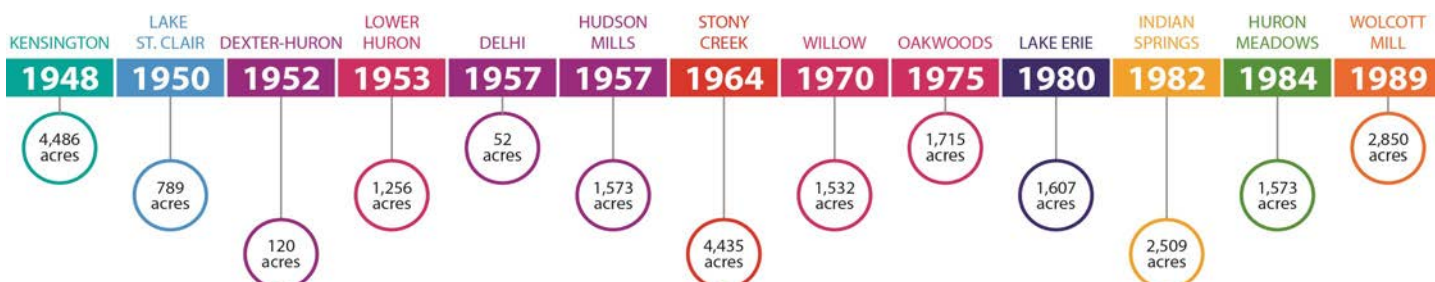 KENSINGTON
1948
4,486
acres
LAKE
ST. CLAIR
1950
789
acres
DEXTER-HURON
1952
120
acres
LOWER
HURON
1953
1,256
acres
DELHI
1957
52
acres
HUDSON
MILLS
1957
1,573
acres
STONY
CREEK
1964
4,435
acres
WILLOW
1970
1,532
acres
OAKWOODS
1975
1,715
acres
LAKE ERIE
1980
1,607
acres
INDIAN
SPRINGS
1982
2,509
acres
HURON
MEADOWS
1984
1,573
acres
WOLCOTT
MILL
1989
2,850
acres